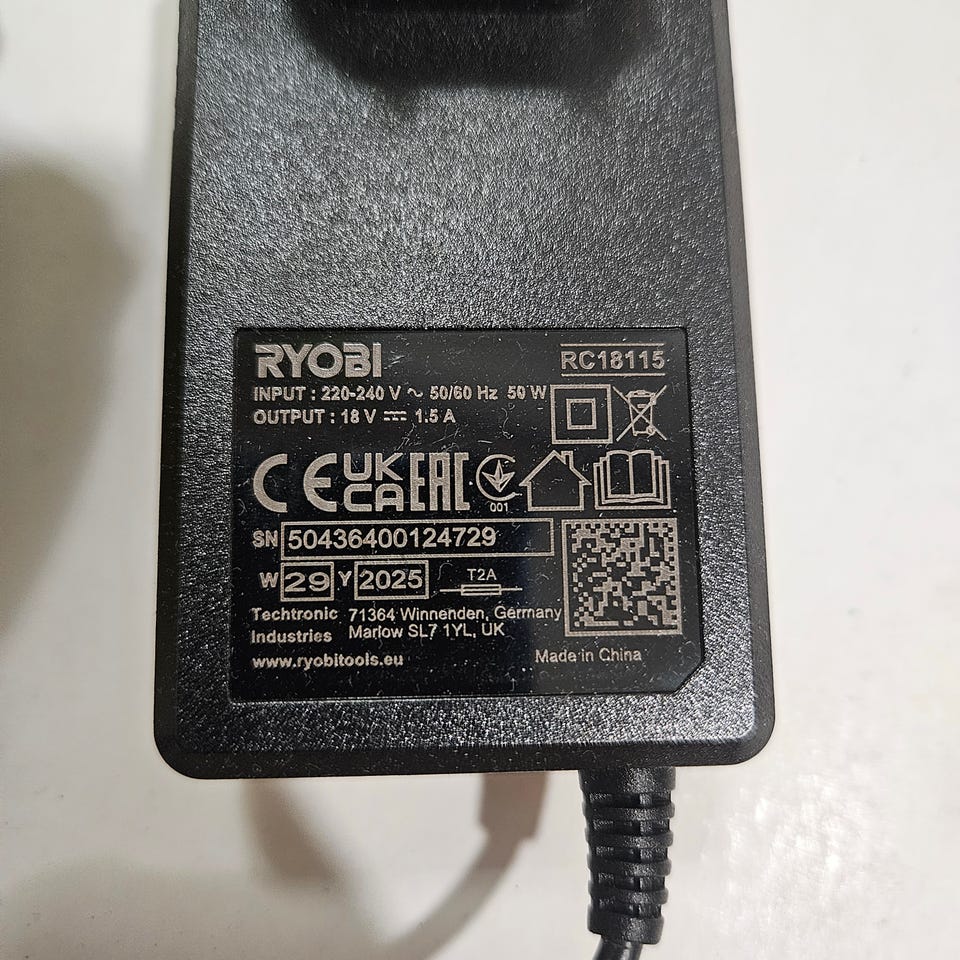 RYOBI RC18115
INPUT : 220-240 V ~ 50/60 Hz 50 W
OUTPUT : 18 V ⎓ 1.5 A
CE UK CA EAC 001
SN 50436400124729
W 29 Y 2025 T2A
Techtronic Industries
71364 Winnenden, Germany
Marlow SL7 1YL, UK
www.ryobitools.eu
Made in China